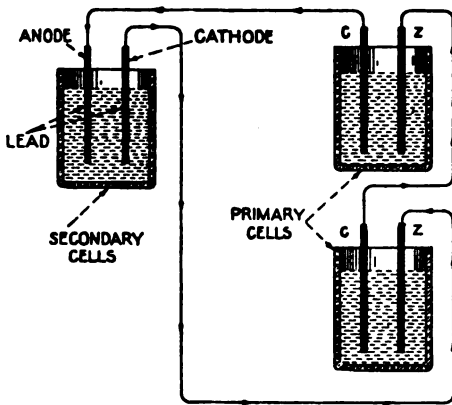 ANODE
CATHODE
C Z
LEAD
SECONDARY
CELLS
PRIMARY
CELLS
C Z